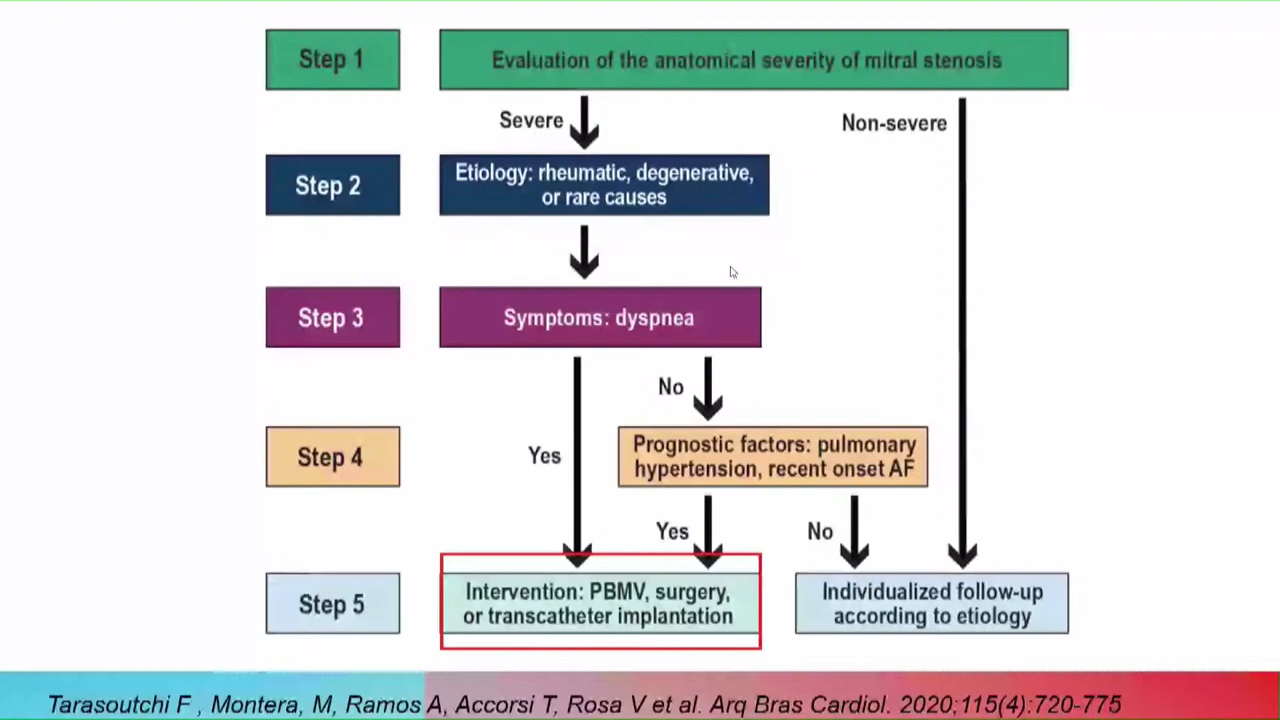 Step 1
Evaluation of the anatomical severity of mitral stenosis
Severe
Non-severe
Step 2
Etiology: rheumatic, degenerative,
or rare causes
Step 3
Symptoms: dyspnea
No
Yes
Step 4
Prognostic factors: pulmonary
hypertension, recent onset AF
Yes
No
Step 5
Intervention: PBMV, surgery,
or transcatheter implantation
Individualized follow-up
according to etiology
Tarasoutchi F , Montera, M, Ramos A, Accorsi T, Rosa V et al. Arq Bras Cardiol. 2020;115(4):720-775